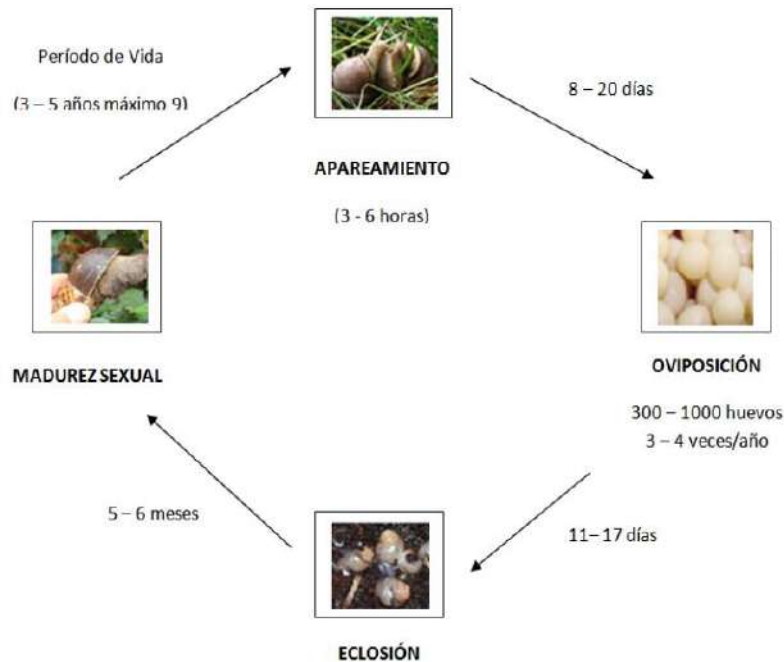 Período de Vida
(3 – 5 años máximo 9)
8 – 20 días
APAREAMIENTO
(3 - 6 horas)
MADUREZ SEXUAL
OVIPOSICIÓN
300 – 1000 huevos
3 – 4 veces/año
5 – 6 meses
11– 17 días
ECLOSIÓN